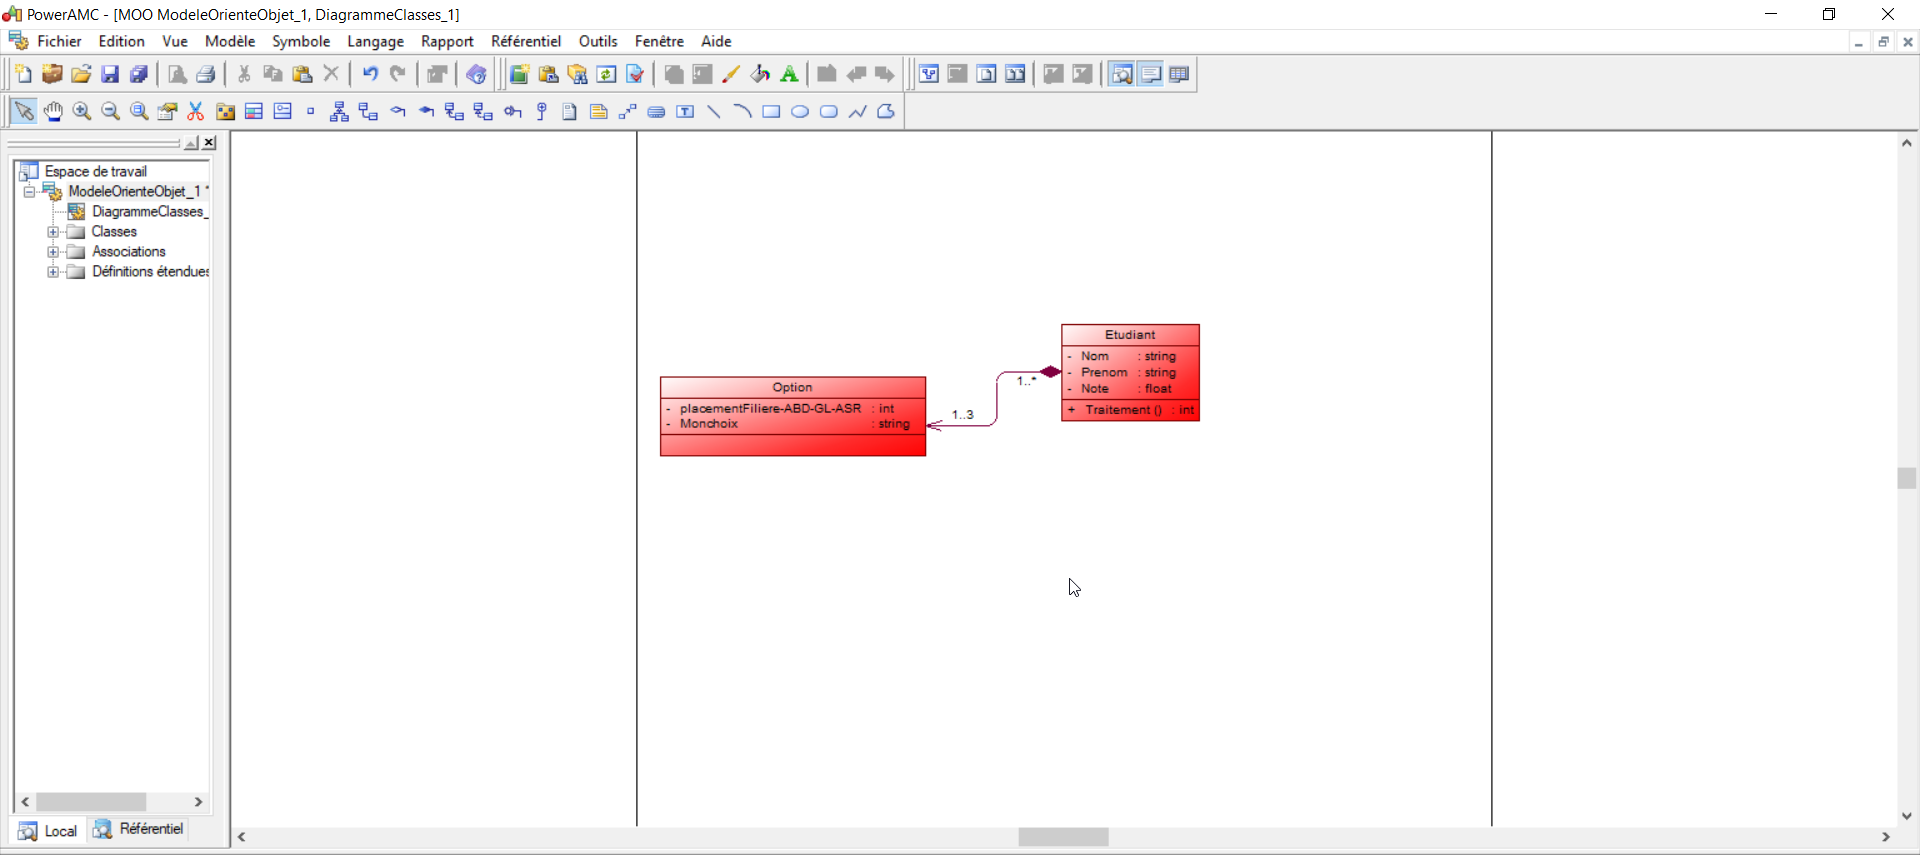 PowerAMC - [MOO ModeleOrienteObjet_1, DiagrammeClasses_1]
Fichier Edition Vue Modèle Symbole Langage Rapport Référentiel Outils Fenêtre Aide
Espace de travail
ModeleOrienteObjet_1 *
DiagrammeClasses_
Classes
Associations
Définitions étendues
Etudiant
- Nom : string
- Prenom : string
- Note : float
+ Traitement () : int
1..*
1..3
Option
- placementFiliere-ABD-GL-ASR : int
- Monchoix : string
Local Référentiel